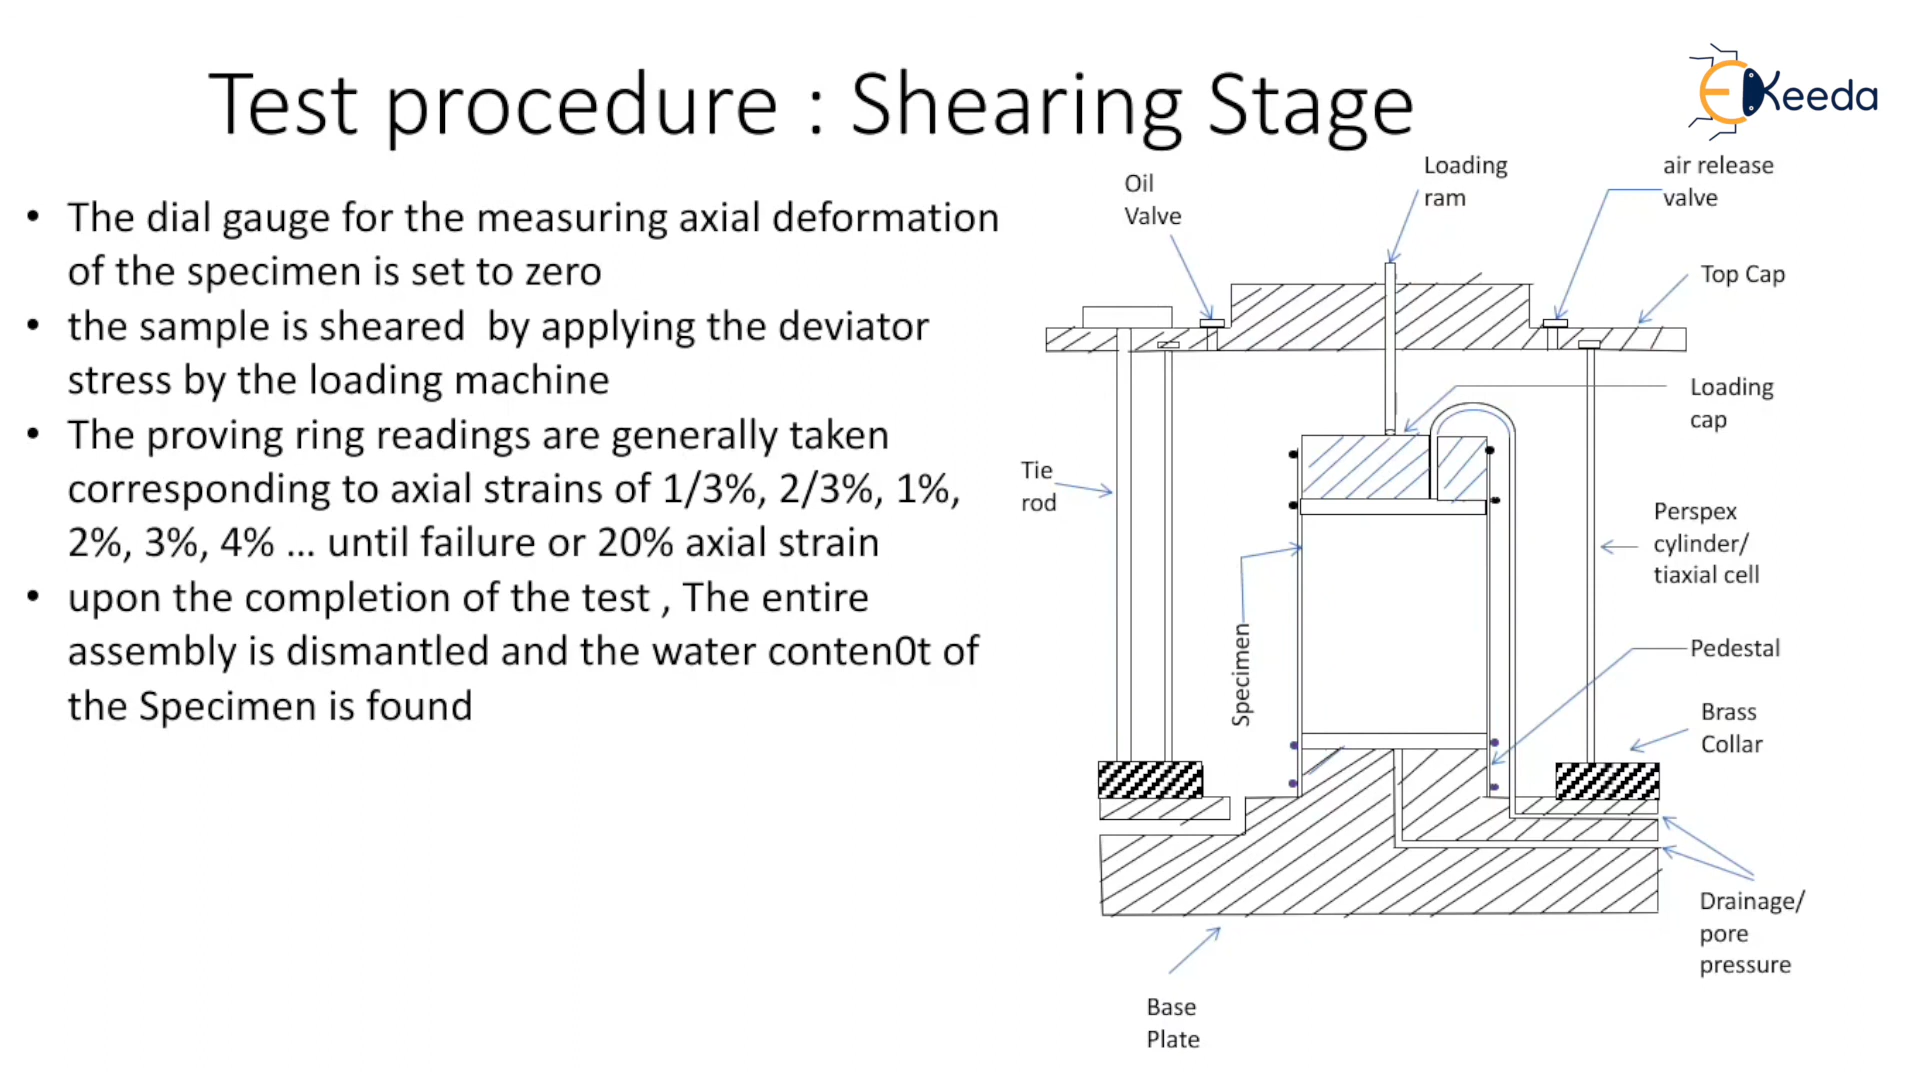 Test procedure : Shearing Stage
EKeeda
• The dial gauge for the measuring axial deformation
of the specimen is set to zero
• the sample is sheared by applying the deviator
stress by the loading machine
• The proving ring readings are generally taken
corresponding to axial strains of 1/3%, 2/3%, 1%,
2%, 3%, 4% ... until failure or 20% axial strain
• upon the completion of the test , The entire
assembly is dismantled and the water conten0t of
the Specimen is found
Oil
Valve
Loading
ram
air release
valve
Top Cap
Loading
cap
Tie
rod
Perspex
cylinder/
tiaxial cell
Specimen
Pedestal
Brass
Collar
Drainage/
pore
pressure
Base
Plate